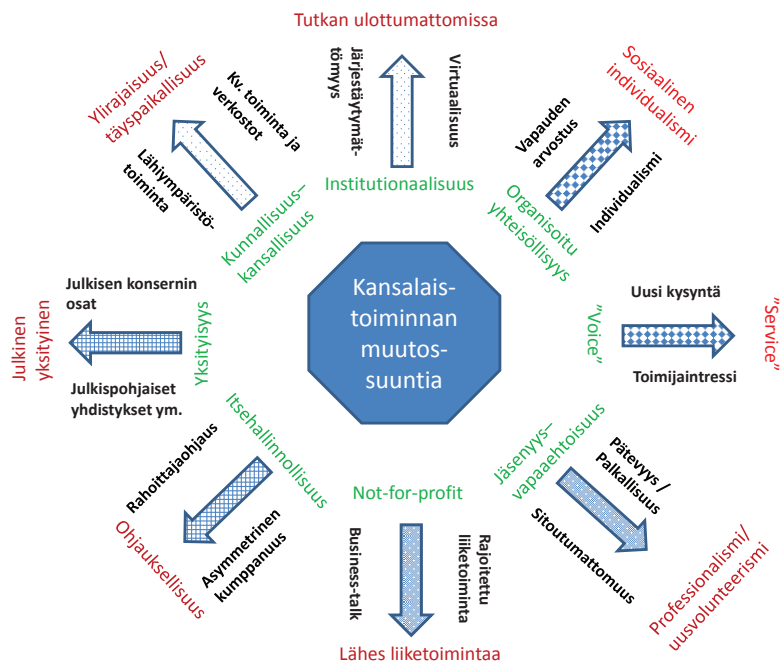 Tutkan ulottumattomissa
Järjestäytymät-
tömyys
Virtuaalisuus
Institutionaalisuus
Sosiaalinen
individualismi
Vapauden
arvostus
Individualismi
Organisoitu
yhteisöllisyys
"Service"
Uusi kysyntä
Toimijaintressi
"Voice"
Professionalismi/
uusvolunteerismi
Pätevyys /
Palkallisuus
Sitoutumattomuus
Jäsenyys–
vapaaehtoisuus
Not-for-profit
Rajoitettu
liiketoiminta
Business-talk
Lähes liiketoimintaa
Itsehallinnollisuus
Rahoittajaohjaus
Asymmetrinen
kumppanuus
Ohjauksellisuus
Yksityisyys
Julkisen konsernin
osat
Julkispohjaiset
yhdistykset ym.
Julkinen
yksityinen
Kunnallisuus–
kansallisuus
Lähiympäristö-
toiminta
Kv. toiminta ja
verkostot
Ylirajaisuus/
täyspaikallisuus
Kansalais-
toiminnan
muutos-
suuntia